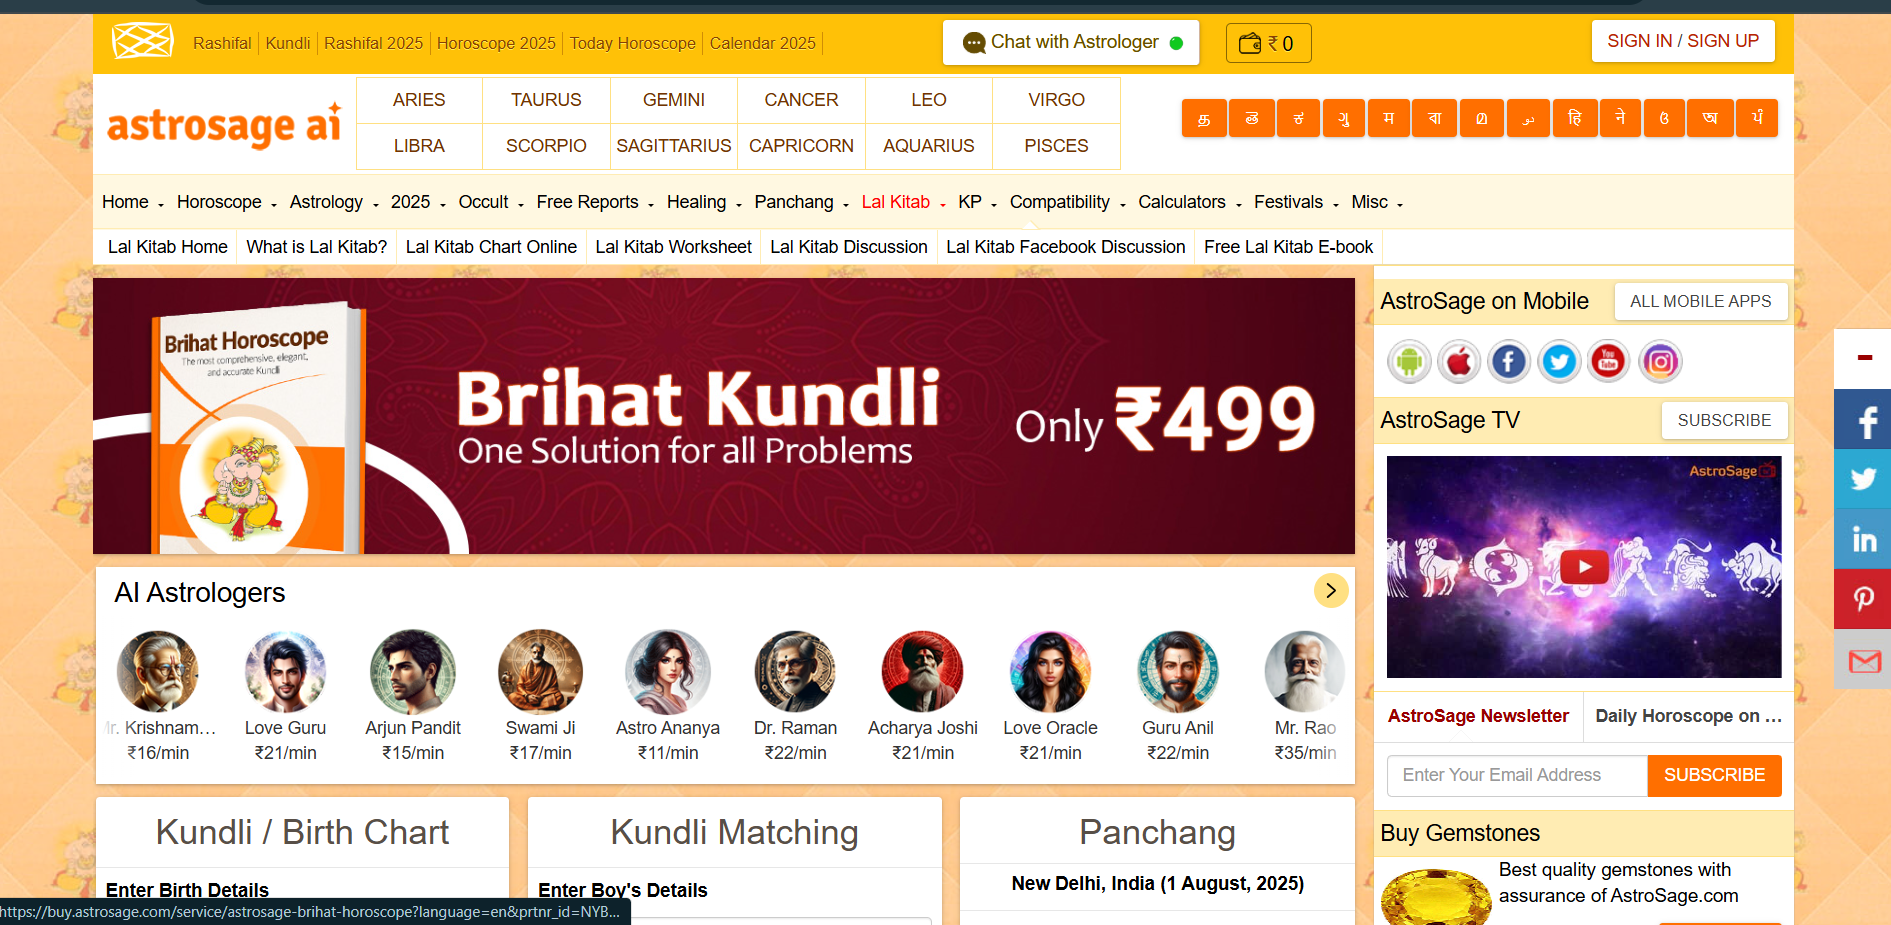 Rashifal
Kundli
Rashifal 2025
Horoscope 2025
Today Horoscope
Calendar 2025
Chat with Astrologer
₹ 0
SIGN IN / SIGN UP
astrosage ai
ARIES TAURUS GEMINI CANCER LEO VIRGO
LIBRA SCORPIO SAGITTARIUS CAPRICORN AQUARIUS PISCES
த తె ಕ ગુ म বা മ دو हि ने ଓ অ ਪੰ
Home Horoscope Astrology 2025 Occult Free Reports Healing Panchang Lal Kitab KP Compatibility Calculators Festivals Misc
Lal Kitab Home What is Lal Kitab? Lal Kitab Chart Online Lal Kitab Worksheet Lal Kitab Discussion Lal Kitab Facebook Discussion Free Lal Kitab E-book
Brihat Horoscope
The most comprehensive, elegant,
and accurate Kundli
Brihat Kundli
One Solution for all Problems
Only ₹499
AI Astrologers
Mr. Krishnam... Love Guru Arjun Pandit Swami Ji Astro Ananya Dr. Raman Acharya Joshi Love Oracle Guru Anil Mr. Rao
₹16/min ₹21/min ₹15/min ₹17/min ₹11/min ₹22/min ₹21/min ₹21/min ₹22/min ₹35/min
Kundli / Birth Chart
Enter Birth Details
Kundli Matching
Enter Boy's Details
Panchang
New Delhi, India (1 August, 2025)
AstroSage on Mobile
ALL MOBILE APPS
You
Tube
AstroSage TV
SUBSCRIBE
AstroSage TV
AstroSage Newsletter
Daily Horoscope on ...
Enter Your Email Address
SUBSCRIBE
Buy Gemstones
Best quality gemstones with
assurance of AstroSage.com
https://buy.astrosage.com/service/astrosage-brihat-horoscope?language=en&prtnr_id=NYB...